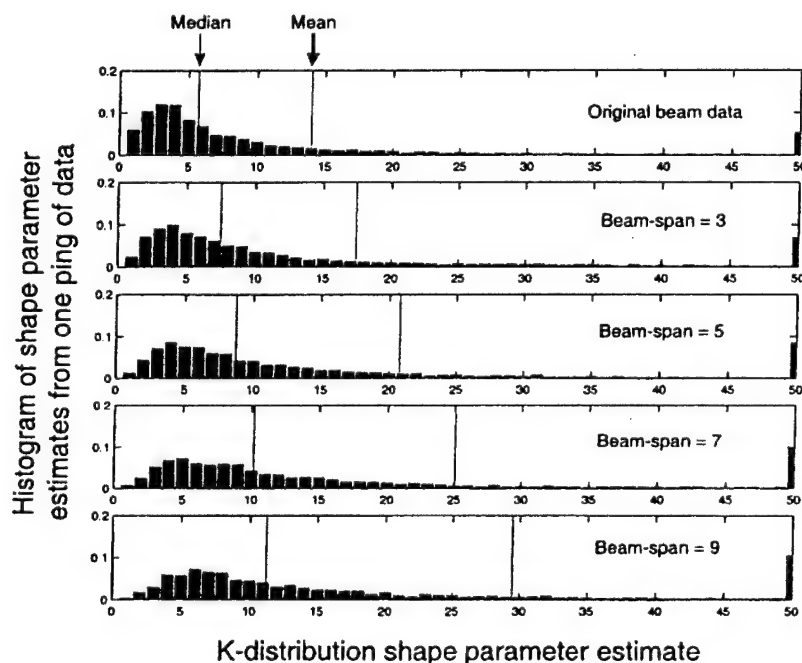 Median Mean
Histogram of shape parameter
estimates from one ping of data
0.2
0.1
0
Original beam data
0 5 10 15 20 25 30 35 40 45 50
0.2
0.1
0
Beam-span = 3
0 5 10 15 20 25 30 35 40 45 50
0.2
0.1
0
Beam-span = 5
0 5 10 15 20 25 30 35 40 45 50
0.2
0.1
0
Beam-span = 7
0 5 10 15 20 25 30 35 40 45 50
0.2
0.1
0
Beam-span = 9
0 5 10 15 20 25 30 35 40 45 50
K-distribution shape parameter estimate